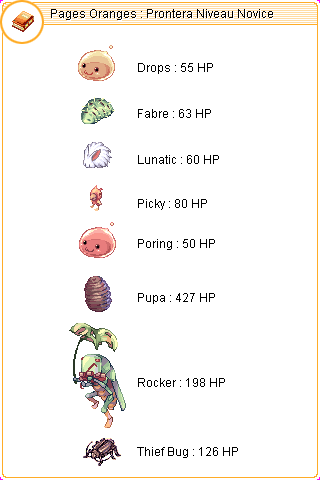 Pages Oranges : Prontera Niveau Novice
Drops : 55 HP
Fabre : 63 HP
Lunatic : 60 HP
Picky : 80 HP
Poring : 50 HP
Pupa : 427 HP
Rocker : 198 HP
Thief Bug : 126 HP